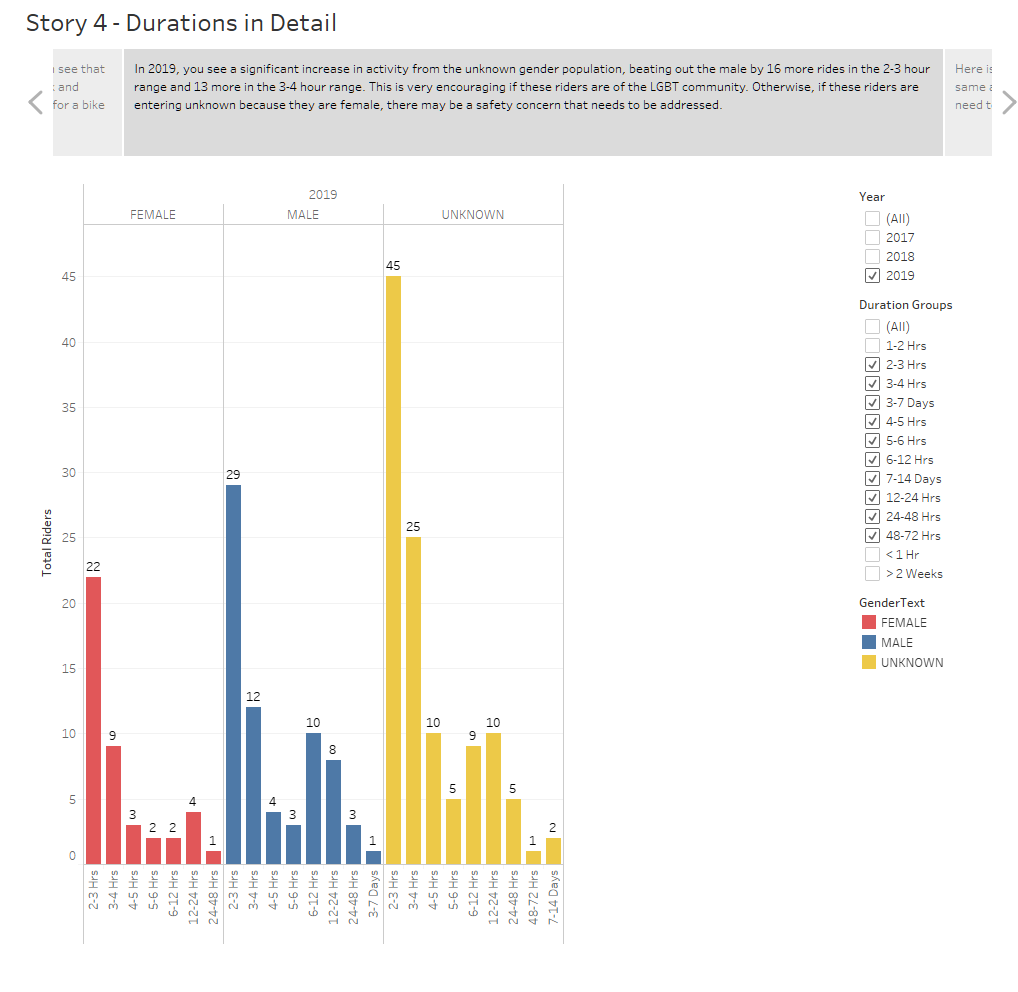 Story 4 - Durations in Detail
see that
and
for a bike
In 2019, you see a significant increase in activity from the unknown gender population, beating out the male by 16 more rides in the 2-3 hour
range and 13 more in the 3-4 hour range. This is very encouraging if these riders are of the LGBT community. Otherwise, if these riders are
entering unknown because they are female, there may be a safety concern that needs to be addressed.
Here is
same a
need t
2019
FEMALE MALE UNKNOWN
Total Riders
45
40
35
30
25
20
15
10
5
0
22
9
3
2
2
4
1
29
12
4
3
10
8
3
1
45
25
10
5
9
10
5
1
2
2-3 Hrs
3-4 Hrs
4-5 Hrs
5-6 Hrs
6-12 Hrs
12-24 Hrs
24-48 Hrs
2-3 Hrs
3-4 Hrs
4-5 Hrs
5-6 Hrs
6-12 Hrs
12-24 Hrs
24-48 Hrs
3-7 Days
2-3 Hrs
3-4 Hrs
4-5 Hrs
5-6 Hrs
6-12 Hrs
12-24 Hrs
24-48 Hrs
48-72 Hrs
7-14 Days
Year
(All)
2017
2018
2019
Duration Groups
(All)
1-2 Hrs
2-3 Hrs
3-4 Hrs
3-7 Days
4-5 Hrs
5-6 Hrs
6-12 Hrs
7-14 Days
12-24 Hrs
24-48 Hrs
48-72 Hrs
< 1 Hr
> 2 Weeks
GenderText
FEMALE
MALE
UNKNOWN